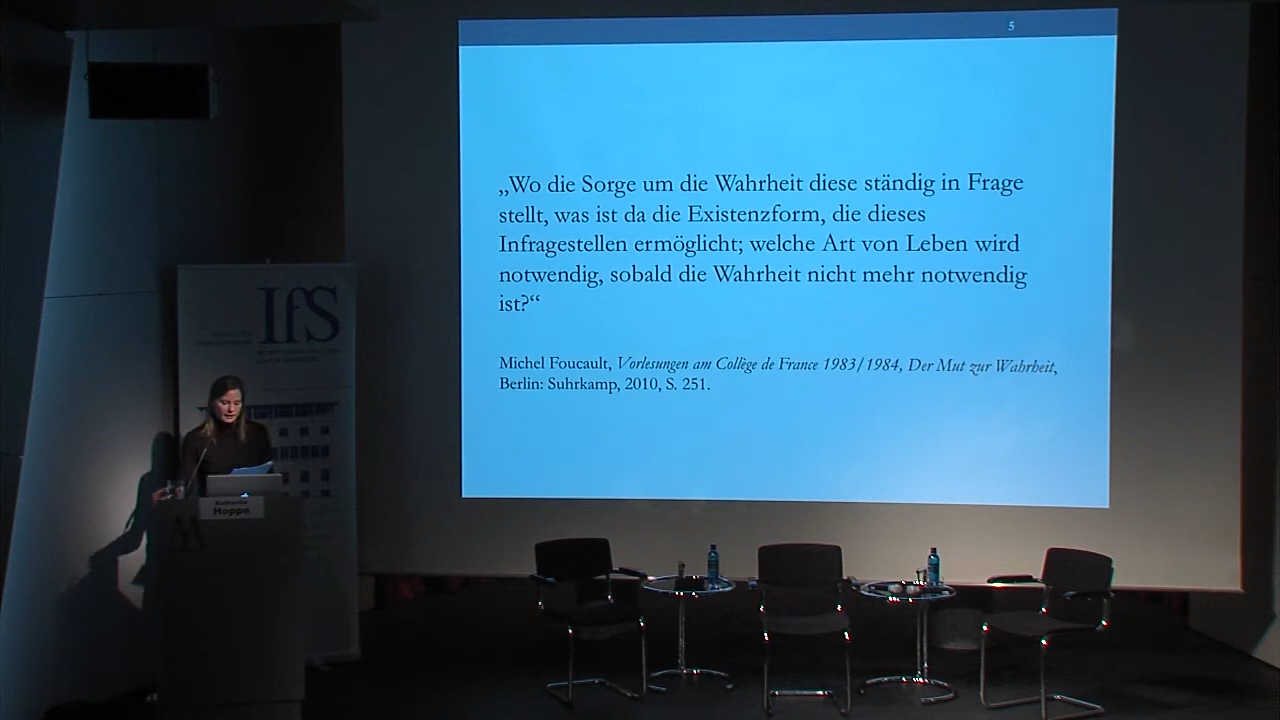 5
„Wo die Sorge um die Wahrheit diese ständig in Frage
stellt, was ist da die Existenzform, die dieses
Infragestellen ermöglicht; welche Art von Leben wird
notwendig, sobald die Wahrheit nicht mehr notwendig
ist?“
Michel Foucault, Vorlesungen am Collège de France 1983/1984, Der Mut zur Wahrheit,
Berlin: Suhrkamp, 2010, S. 251.
IfS
Katharina
Hoppe